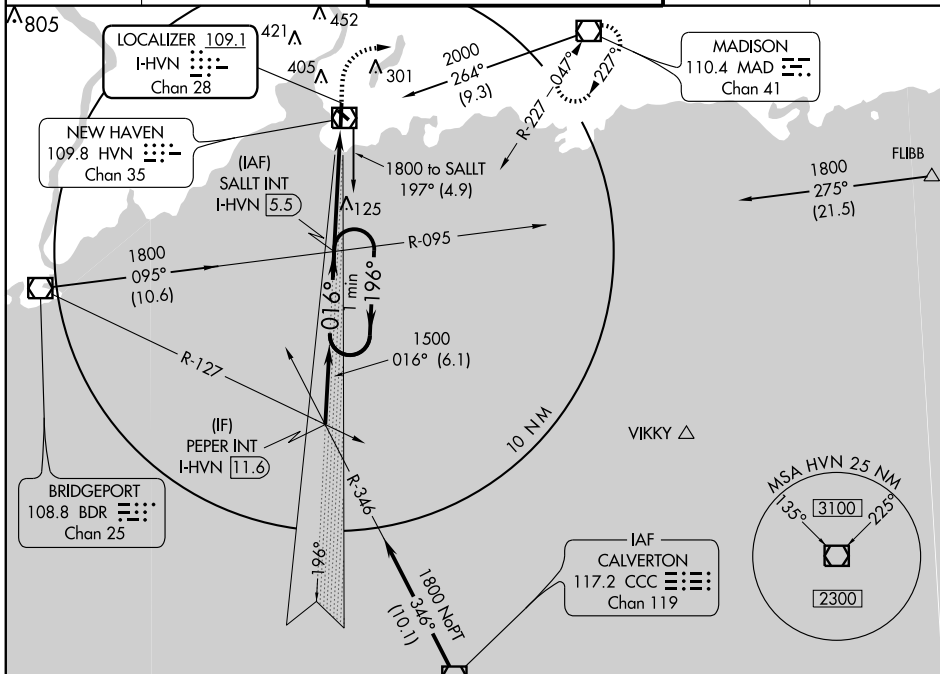 805
452
421
405
301
LOCALIZER 109.1
I-HVN
Chan 28
NEW HAVEN
109.8 HVN
Chan 35
2000
264°
(9.3)
MADISON
110.4 MAD
Chan 41
R-227
047°
227°
(IAF)
SALLT INT
I-HVN 5.5
1800 to SALLT
197° (4.9)
125
FLIBB
1800
275°
(21.5)
R-095
1800
095°
(10.6)
016°
1 min
196°
1500
016° (6.1)
R-127
(IF)
PEPER INT
I-HVN 11.6
10 NM
VIKKY
BRIDGEPORT
108.8 BDR
Chan 25
R-346
196°
1800 NoPT
346°
(10.1)
IAF
CALVERTON
117.2 CCC
Chan 119
MSA HVN 25 NM
135°
225°
3100
2300